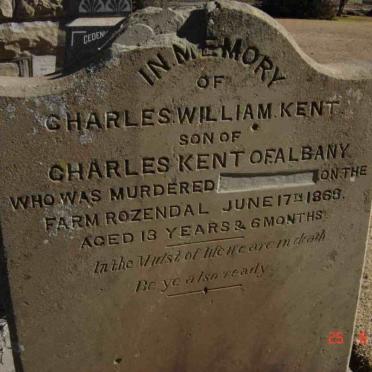 GEDEN
IN MEMORY
OF
CHARLES WILLIAM KENT
SON OF
CHARLES KENT OF ALBANY
WHO WAS MURDERED ON THE
FARM ROZENDAL JUNE 17TH 1868.
AGED 13 YEARS & 6 MONTHS
In the Midst of life we are in death
Be ye also ready
25